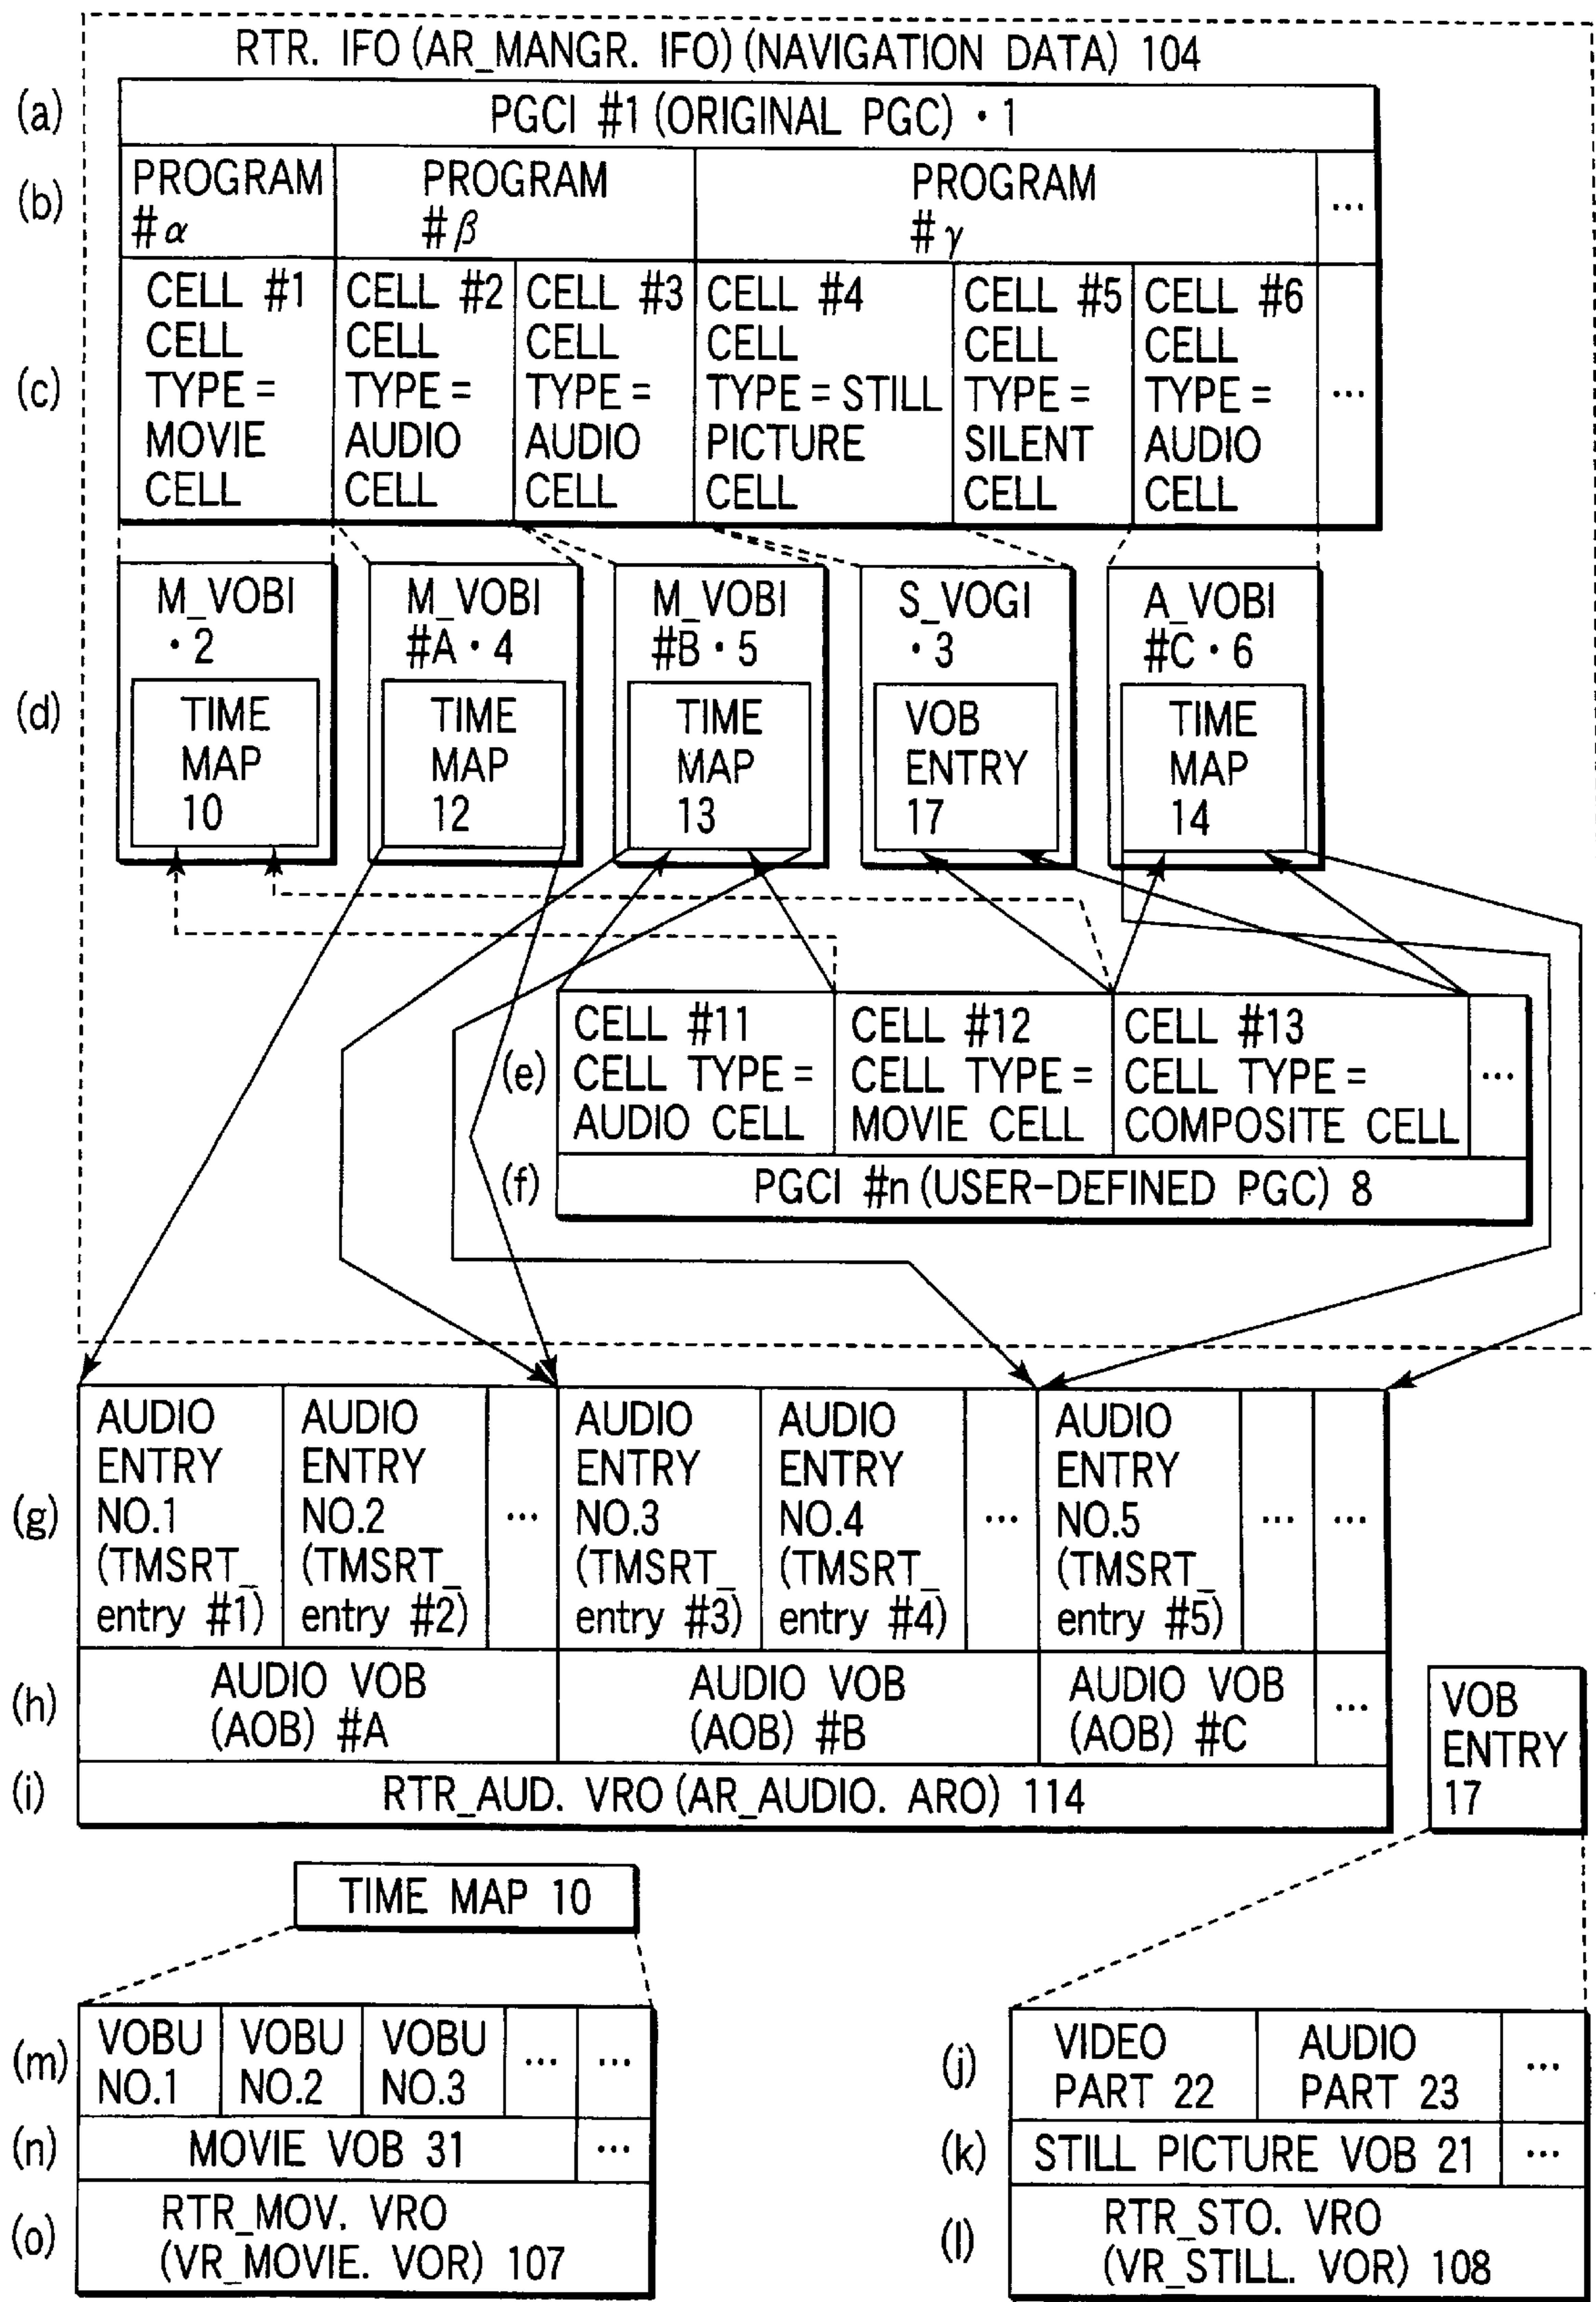 RTR. IFO (AR_MANGR. IFO) (NAVIGATION DATA) 104
(a)
PGCI #1 (ORIGINAL PGC) · 1
(b)
PROGRAM
#α
PROGRAM
#β
PROGRAM
#γ
...
(c)
CELL #1
CELL
TYPE =
MOVIE
CELL
CELL #2
CELL
TYPE =
AUDIO
CELL
CELL #3
CELL
TYPE =
AUDIO
CELL
CELL #4
CELL
TYPE = STILL
PICTURE
CELL
CELL #5
CELL
TYPE =
SILENT
CELL
CELL #6
CELL
TYPE =
AUDIO
CELL
...
(d)
M_VOBI
· 2
TIME
MAP
10
M_VOBI
#A · 4
TIME
MAP
12
M_VOBI
#B · 5
TIME
MAP
13
S_VOGI
· 3
VOB
ENTRY
17
A_VOBI
#C · 6
TIME
MAP
14
(e)
CELL #11
CELL TYPE =
AUDIO CELL
CELL #12
CELL TYPE =
MOVIE CELL
CELL #13
CELL TYPE =
COMPOSITE CELL
...
(f)
PGCI #n (USER-DEFINED PGC) 8
(g)
AUDIO
ENTRY
NO.1
(TMSRT_
entry #1)
AUDIO
ENTRY
NO.2
(TMSRT_
entry #2)
...
AUDIO
ENTRY
NO.3
(TMSRT_
entry #3)
AUDIO
ENTRY
NO.4
(TMSRT_
entry #4)
...
AUDIO
ENTRY
NO.5
(TMSRT_
entry #5)
...
...
(h)
AUDIO VOB
(AOB) #A
AUDIO VOB
(AOB) #B
AUDIO VOB
(AOB) #C
...
(i)
RTR_AUD. VRO (AR_AUDIO. ARO) 114
VOB
ENTRY
17
TIME MAP 10
(m)
VOBU
NO.1
VOBU
NO.2
VOBU
NO.3
...
...
(n)
MOVIE VOB 31
...
(o)
RTR_MOV. VRO
(VR_MOVIE. VOR) 107
(j)
VIDEO
PART 22
AUDIO
PART 23
...
(k)
STILL PICTURE VOB 21
...
(l)
RTR_STO. VRO
(VR_STILL. VOR) 108